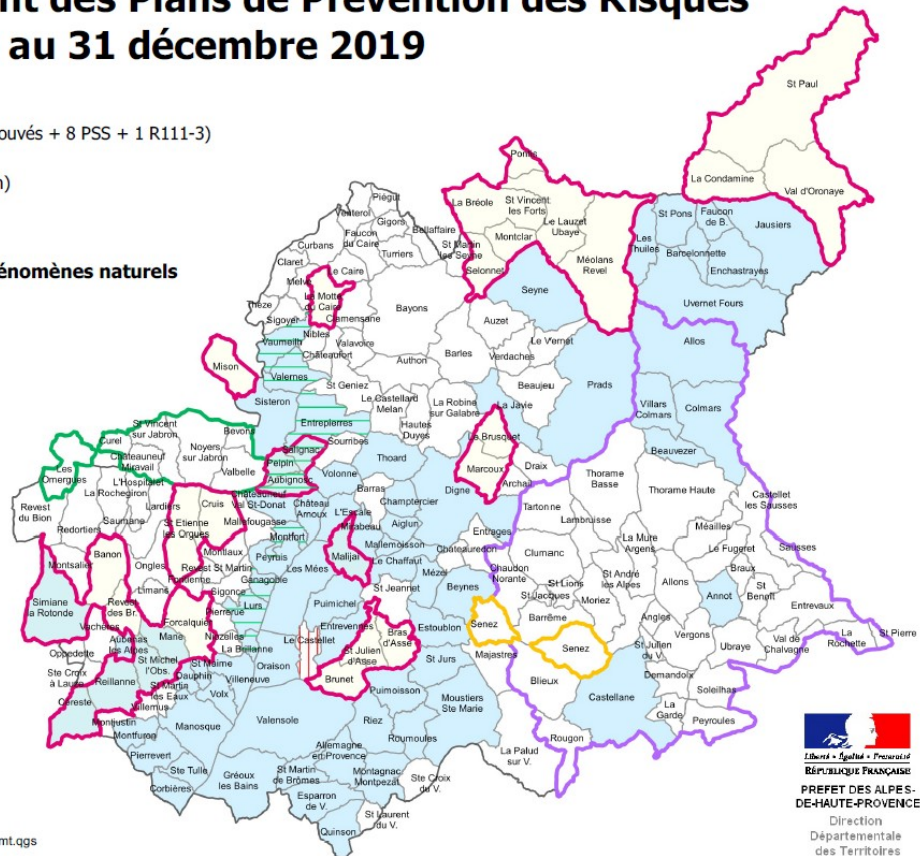 nt des Plans de Prévention des Risques
au 31 décembre 2019
ouvés + 8 PSS + 1 R111-3)
n)
énomènes naturels
St Paul
La Condamine
Val d'Oronaye
La Bréole
St Vincent
les Forts
Le Lauzet
Ubaye
Montclar
Méolans
Revel
Selonnet
St Pons
Faucon
de B.
Jausiers
Les
Thuiles
Barcelonnette
Enchastrayes
Uvernet Fours
Piégut
Venterol
Gigors
Bellaffaire
Faucon
du Caire
Turriers
St Martin
les Seyne
Curbans
Claret
Le Caire
Melve
La Motte
du Caire
Clamensane
Bayons
Seyne
Sigoyer
Nibles
Vaumeilh
Valavoire
Châteaufort
Auzet
Le Vernet
Verdaches
Barles
Authon
Allos
Mison
Valernes
St Geniez
Beaujeu
Prads
Sisteron
Le Castellard
Melan
La Robine
sur Galabre
La Javie
Villars
Colmars
Colmars
Entrepierres
Hautes
Duyes
Le Brusquet
Beauvezer
St Vincent
sur Jabron
Bevons
Curel
Noyers
sur Jabron
Sourribes
Thoard
Châteauneuf
Miravail
Salignac
Peipin
Marcoux
Draix
Archail
Thorame
Basse
Les
Omergues
Valbelle
Aubignosc
Volonne
Barras
Digne
Thorame Haute
L'Hospitalet
La Rochegiron
Lardiers
Cruis
Châteauneuf
Val St-Donat
Château
Arnoux
L'Escale
Champtercier
Tartonne
Castellet
les Sausses
Revest
du Bion
Saumane
St Etienne
les Orgues
Mallefougasse
Mirabeau
Aiglun
Lambruisse
Redortiers
Montfort
Mallemoisson
Entrages
La Mure
Argens
Méailles
Montsalier
Banon
Montlaux
Peyruis
Les Mées
Malijai
Le Chaffaut
Châteauredon
Clumanc
Le Fugeret
Sausses
Ongles
Revest St Martin
Ganagobie
Mézel
Chaudon
Norante
St André
les Alpes
Braux
Simiane
la Rotonde
Limans
Sigonce
St Jeannet
Beynes
St Lions
St Jacques
Moriez
Allons
Annot
St
Benoît
Revest
des Br.
Pierrerue
Lurs
Puimichel
Entrevaux
Vachères
Forcalquier
Entrevennes
Bras
d'Asse
Estoublon
Senez
Barrême
Angles
Aubenas
les Alpes
Mane
Niozelles
Le Castellet
St Julien
d'Asse
Senez
St Julien
du V.
Vergons
La
Rochette
St Pierre
Oppedette
St Michel
l'Obs.
La Brillanne
St Jurs
Majastres
Ubraye
Val de
Chalvagne
Ste Croix
à Lauze
Reillanne
Dauphin
St Maime
Oraison
Brunet
Demandolx
Villeneuve
Blieux
Castellane
Soleilhas
Céreste
St Martin
les Eaux
Volx
Puimoisson
Moustiers
Ste Marie
La
Garde
Peyroules
Villemus
Montjustin
Montfuron
Manosque
Valensole
Riez
Roumoules
Rougon
Pierrevert
Allemagne
en Provence
La Palud
sur V.
Ste Tulle
Gréoux
les Bains
St Martin
de Brômes
Montagnac
Montpezat
Ste Croix
du V.
Corbières
Esparron
de V.
St Laurent
du V.
Quinson
Liberté • Égalité • Fraternité
RÉPUBLIQUE FRANÇAISE
PREFET DES ALPES-
DE-HAUTE-PROVENCE
Direction
Départementale
des Territoires
mt.qgs